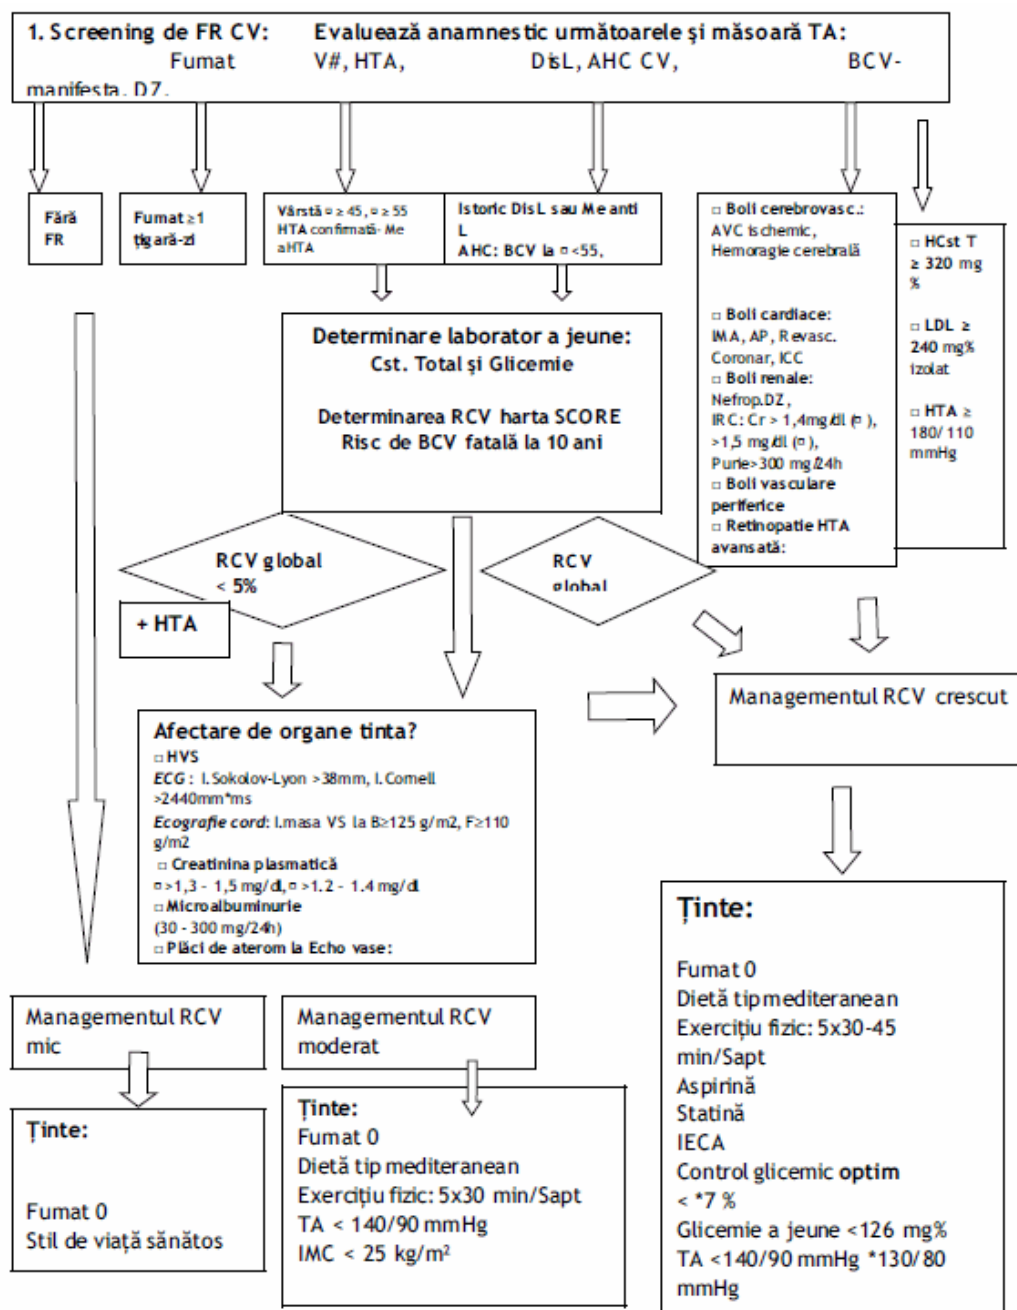 1. Screening de FR CV: Evaluează anamnestic următoarele şi măsoară TA:
Fumat V#, HTA, DisL, AHC CV, BCV-
manifesta, DZ,
Fără
FR
Fumat ≥1
ţigară-zi
Vârstă ¤ ≥ 45, ¤ ≥ 55
HTA confirmată- Me
aHTA
Istoric DisL sau Me anti
L
AHC: BCV la ¤ <55,
□ Boli cerebrovasc.:
AVC ischemic,
Hemoragie cerebrală
□ Boli cardiace:
IMA, AP, Revasc.
Coronar, ICC
□ Boli renale:
Nefrop.DZ,
IRC: Cr > 1,4mg/dl (¤ ),
>1,5 mg/dl (¤),
Purie>300 mg/24h
□ Boli vasculare
periferice
□ Retinopatie HTA
avansată:
□ HCst T
≥ 320 mg
%
□ LDL ≥
240 mg%
izolat
□ HTA ≥
180/110
mmHg
Determinare laborator a jeune:
Cst. Total şi Glicemie
Determinarea RCV harta SCORE
Risc de BCV fatală la 10 ani
RCV global
< 5%
+ HTA
RCV
global
Managementul RCV crescut
Afectare de organe tinta?
□ HVS
ECG : I.Sokolov-Lyon >38mm, I.Cornell
>2440mm*ms
Ecografie cord: I.masa VS la B≥125 g/m2, F≥110
g/m2
□ Creatinina plasmatică
¤ >1,3 – 1,5 mg/dl, ¤ >1.2 – 1.4 mg/dl
□ Microalbuminurie
(30 - 300 mg/24h)
□ Plăci de aterom la Echo vase:
Managementul RCV
mic
Managementul RCV
moderat
Ţinte:
Fumat 0
Stil de viaţă sănătos
Ţinte:
Fumat 0
Dietă tip mediteranean
Exerciţiu fizic: 5x30 min/Sapt
TA < 140/90 mmHg
IMC < 25 kg/m²
Ţinte:
Fumat 0
Dietă tip mediteranean
Exerciţiu fizic: 5x30-45
min/Sapt
Aspirină
Statină
IECA
Control glicemic optim
< *7 %
Glicemie a jeune <126 mg%
TA <140/90 mmHg *130/80
mmHg